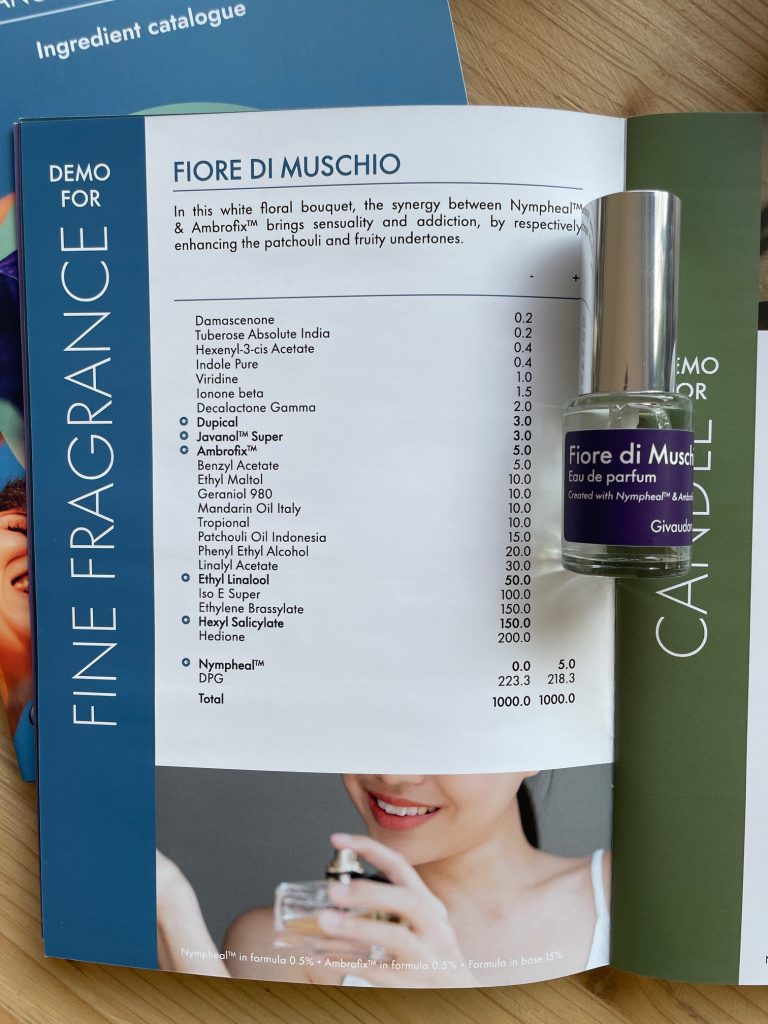 Ingredient catalogue
DEMO
FOR
FINE FRAGRANCE
FIORE DI MUSCHIO
In this white floral bouquet, the synergy between Nympheal™
& Ambrofix™ brings sensuality and addiction, by respectively
enhancing the patchouli and fruity undertones.
- +
Damascenone 0.2
Tuberose Absolute India 0.2
Hexenyl-3-cis Acetate 0.4
Indole Pure 0.4
Viridine 1.0
Ionone beta 1.5
Decalactone Gamma 2.0
Dupical 3.0
Javanol™ Super 3.0
Ambrofix™ 5.0
Benzyl Acetate 5.0
Ethyl Maltol 10.0
Geraniol 980 10.0
Mandarin Oil Italy 10.0
Tropional 10.0
Patchouli Oil Indonesia 15.0
Phenyl Ethyl Alcohol 20.0
Linalyl Acetate 30.0
Ethyl Linalool 50.0
Iso E Super 100.0
Ethylene Brassylate 150.0
Hexyl Salicylate 150.0
Hedione 200.0
Nympheal™ 0.0 5.0
DPG 223.3 218.3
Total 1000.0 1000.0
Nympheal™ in formula 0.5% • Ambrofix™ in formula 0.5% • Formula in base 15%
Fiore di Musch
Eau de parfum
Created with Nympheal™ & Ambro
Givaudan
EMO
OR
CANDLE